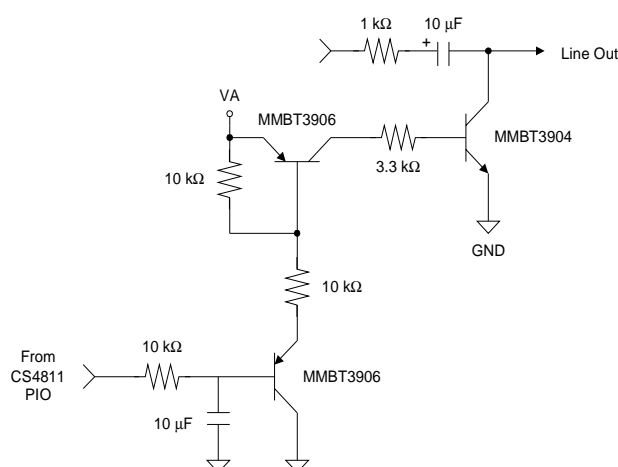 1 kΩ
10 µF
+
Line Out
VA
MMBT3906
MMBT3904
10 kΩ
3.3 kΩ
GND
10 kΩ
From
CS4811
PIO
10 kΩ
MMBT3906
10 µF